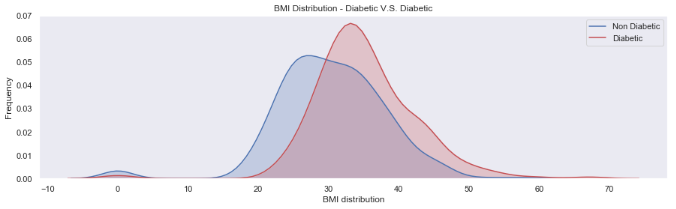 BMI Distribution - Diabetic V.S. Diabetic
0.07
0.06
0.05
0.04
0.03
0.02
0.01
0.00
Frequency
Non Diabetic
Diabetic
-10 0 10 20 30 40 50 60 70
BMI distribution